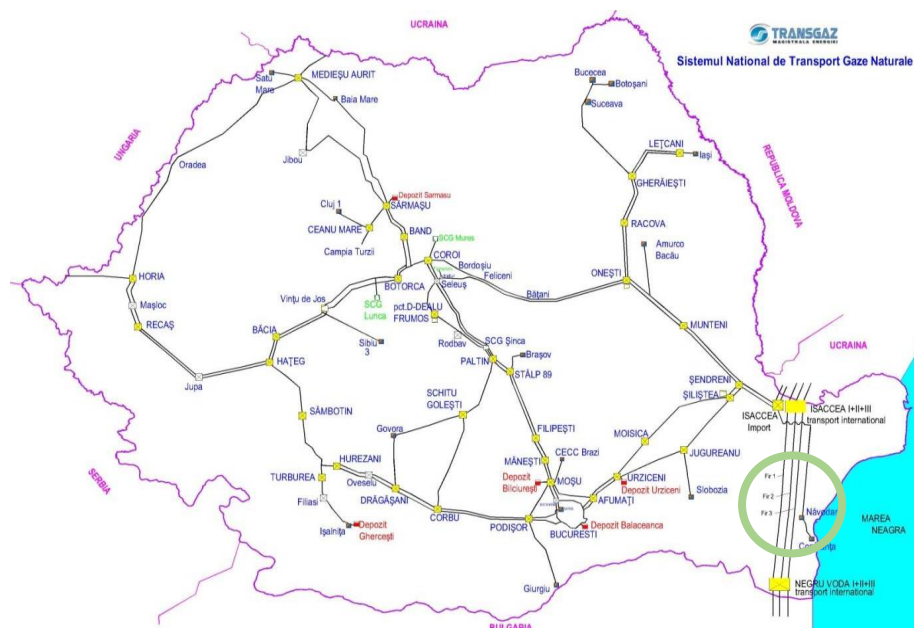 UCRAINA
TRANSGAZ
MAGISTRALA ENERGIEI
Sistemul National de Transport Gaze Naturale
Satu
Mare
MEDIEŞU AURIT
Baia Mare
Bucecea
Botoşani
Suceava
UNGARIA
Oradea
Jibou
LEŢCANI
Iaşi
GHERĂIEŞTI
REPUBLICA MOLDOVA
Depozit Sarmasu
SĂRMAŞU
Cluj 1
CEANU MARE
Campia Turzii
BAND
SCG Mures
COROI
RACOVA
Amurco
Bacău
HORIA
BOTORCA
Bordoşiu
Feliceni
Seleuş
ONEŞTI
Bățani
Maşloc
RECAŞ
Vinţu de Jos
SCG
Lunca
pct.D-DEALU
FRUMOS
MUNTENI
BĂCIA
Sibiu
3
Rodbav
SCG Şinca
UCRAINA
HAŢEG
Jupa
PALTIN
Braşov
STÂLP 89
ŞENDRENI
ŞILIŞTEA
SÂMBOTIN
SCHITU
GOLEŞTI
ISACCEA
Import
ISACCEA I+II+III
transport international
Govora
FILIPEŞTI
MOISICA
SERBIA
HUREZANI
MĂNEŞTI
CECC Brazi
JUGUREANU
TURBUREA
Oveselu
Depozit
Bilciureşti
MOŞU
URZICENI
Depozit Urziceni
Fir 1
Fir 2
Fir 3
Filiasi
DRĂGĂŞANI
CORBU
AFUMAŢI
Slobozia
Năvodar
MAREA
NEAGRA
Işalniţa
Depozit
Gherceşti
PODIŞOR
BUCURESTI
Depozit Balaceanca
Constanţa
Giurgiu
NEGRU VODA I+II+III
transport international
BULGARIA